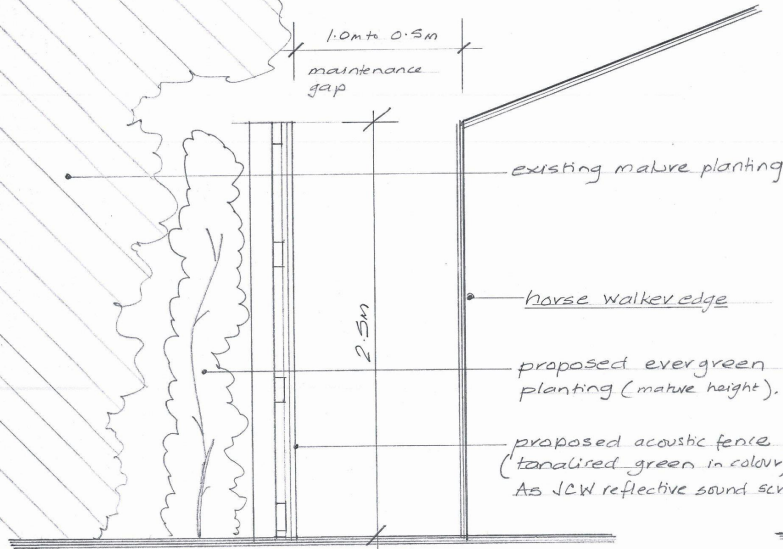 1.0m to 0.5m
maintenance
gap
existing mature planting
2.5M
horse walker edge
proposed evergreen
planting (mature height).
proposed acoustic fence
(tanalised green in colour
As JCW reflective sound